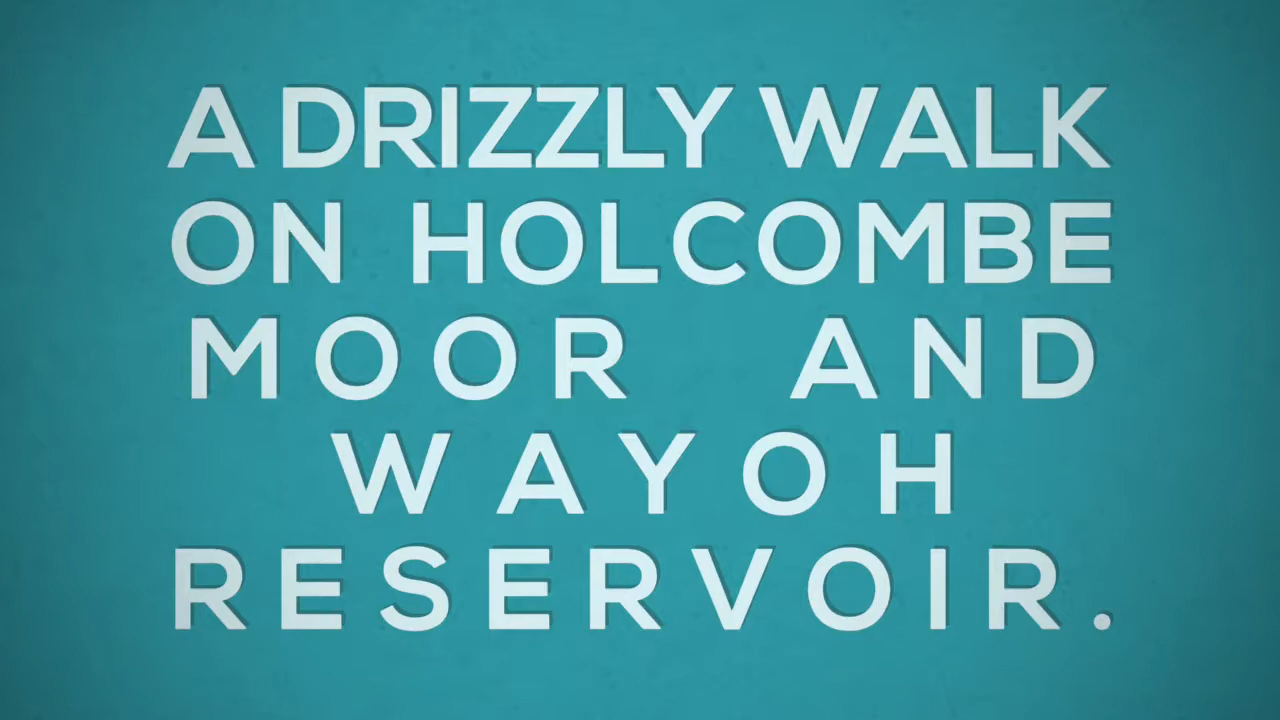 A DRIZZLY WALK
ON HOLCOMBE
MOOR AND
WAYOH
RESERVOIR.